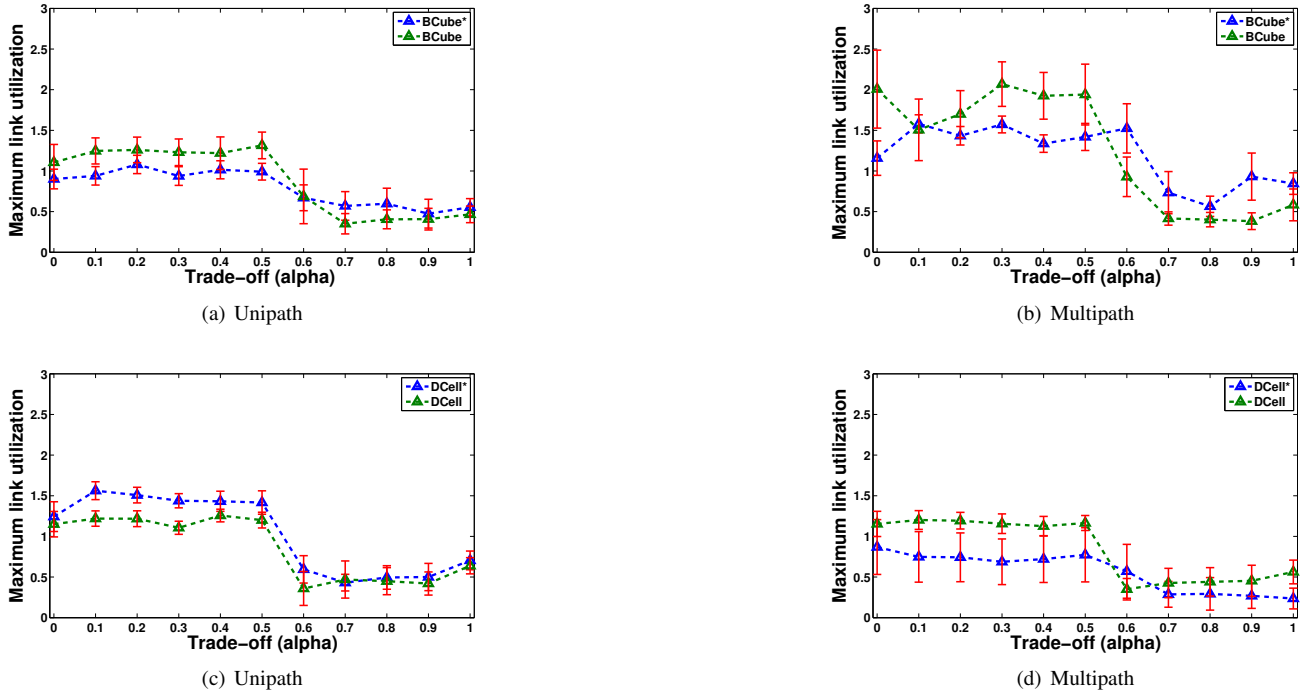 3
2.5
2
1.5
1
0.5
0
Maximum link utilization
BCube*
BCube
0 0.1 0.2 0.3 0.4 0.5 0.6 0.7 0.8 0.9 1
Trade−off (alpha)
(a) Unipath
3
2.5
2
1.5
1
0.5
0
Maximum link utilization
BCube*
BCube
0 0.1 0.2 0.3 0.4 0.5 0.6 0.7 0.8 0.9 1
Trade−off (alpha)
(b) Multipath
3
2.5
2
1.5
1
0.5
0
Maximum link utilization
DCell*
DCell
0 0.1 0.2 0.3 0.4 0.5 0.6 0.7 0.8 0.9 1
Trade−off (alpha)
(c) Unipath
3
2.5
2
1.5
1
0.5
0
Maximum link utilization
DCell*
DCell
0 0.1 0.2 0.3 0.4 0.5 0.6 0.7 0.8 0.9 1
Trade−off (alpha)
(d) Multipath